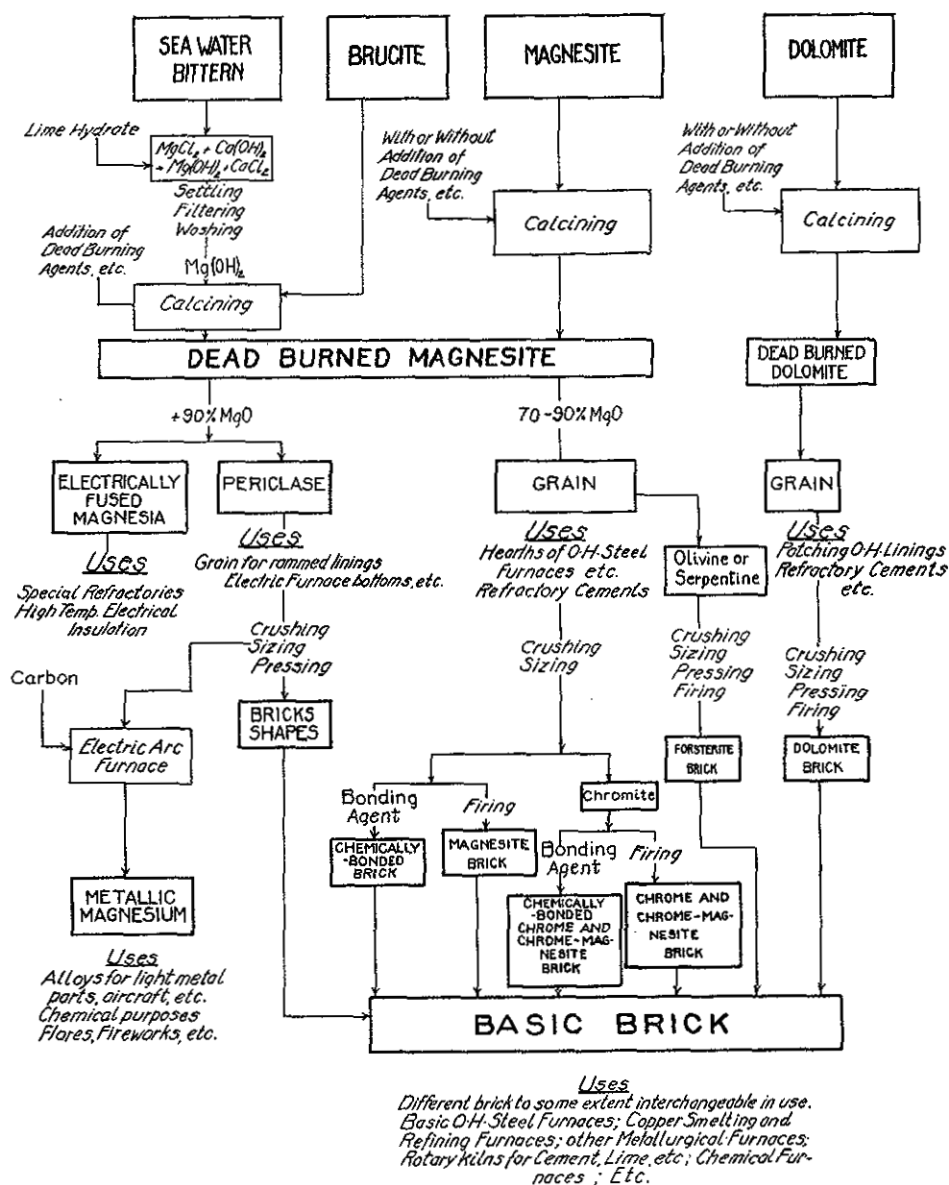 SEA WATER
BITTERN
BRUCITE
MAGNESITE
DOLOMITE
Lime Hydrate
MgCl₂ + Ca(OH)₂
→ Mg(OH)₂ + CaCl₂
Settling
Filtering
Washing
Mg(OH)₂
Addition of
Dead Burning
Agents, etc.
Calcining
With or Without
Addition of
Dead Burning
Agents, etc.
Calcining
With or Without
Addition of
Dead Burning
Agents, etc.
Calcining
DEAD BURNED MAGNESITE
DEAD BURNED
DOLOMITE
+90% MgO
70-90% MgO
ELECTRICALLY
FUSED
MAGNESIA
Uses
Special Refractories
High Temp. Electrical
Insulation
PERICLASE
Uses
Grain for rammed linings
Electric Furnace bottoms, etc.
Crushing
Sizing
Pressing
GRAIN
Uses
Hearths of O-H-Steel
Furnaces etc.
Refractory Cements
Crushing
Sizing
Olivine or
Serpentine
Crushing
Sizing
Pressing
Firing
GRAIN
Uses
Patching O-H-Linings
Refractory Cements
etc.
Crushing
Sizing
Pressing
Firing
Carbon
Electric Arc
Furnace
BRICKS
SHAPES
FORSTERITE
BRICK
DOLOMITE
BRICK
Bonding
Agent
Firing
Chromite
CHEMICALLY
-BONDED
BRICK
MAGNESITE
BRICK
Bonding
Agent
Firing
METALLIC
MAGNESIUM
CHEMICALLY
-BONDED
CHROME AND
CHROME-MAG-
NESITE
BRICK
CHROME AND
CHROME-MAG-
NESITE
BRICK
Uses
Alloys for light metal
parts, aircraft, etc.
Chemical purposes
Flares, Fireworks, etc.
BASIC BRICK
Uses
Different brick to some extent interchangeable in use.
Basic O-H-Steel Furnaces; Copper Smelting and
Refining Furnaces; other Metallurgical-Furnaces;
Rotary Kilns for Cement, Lime, etc; Chemical Fur-
naces ; Etc.